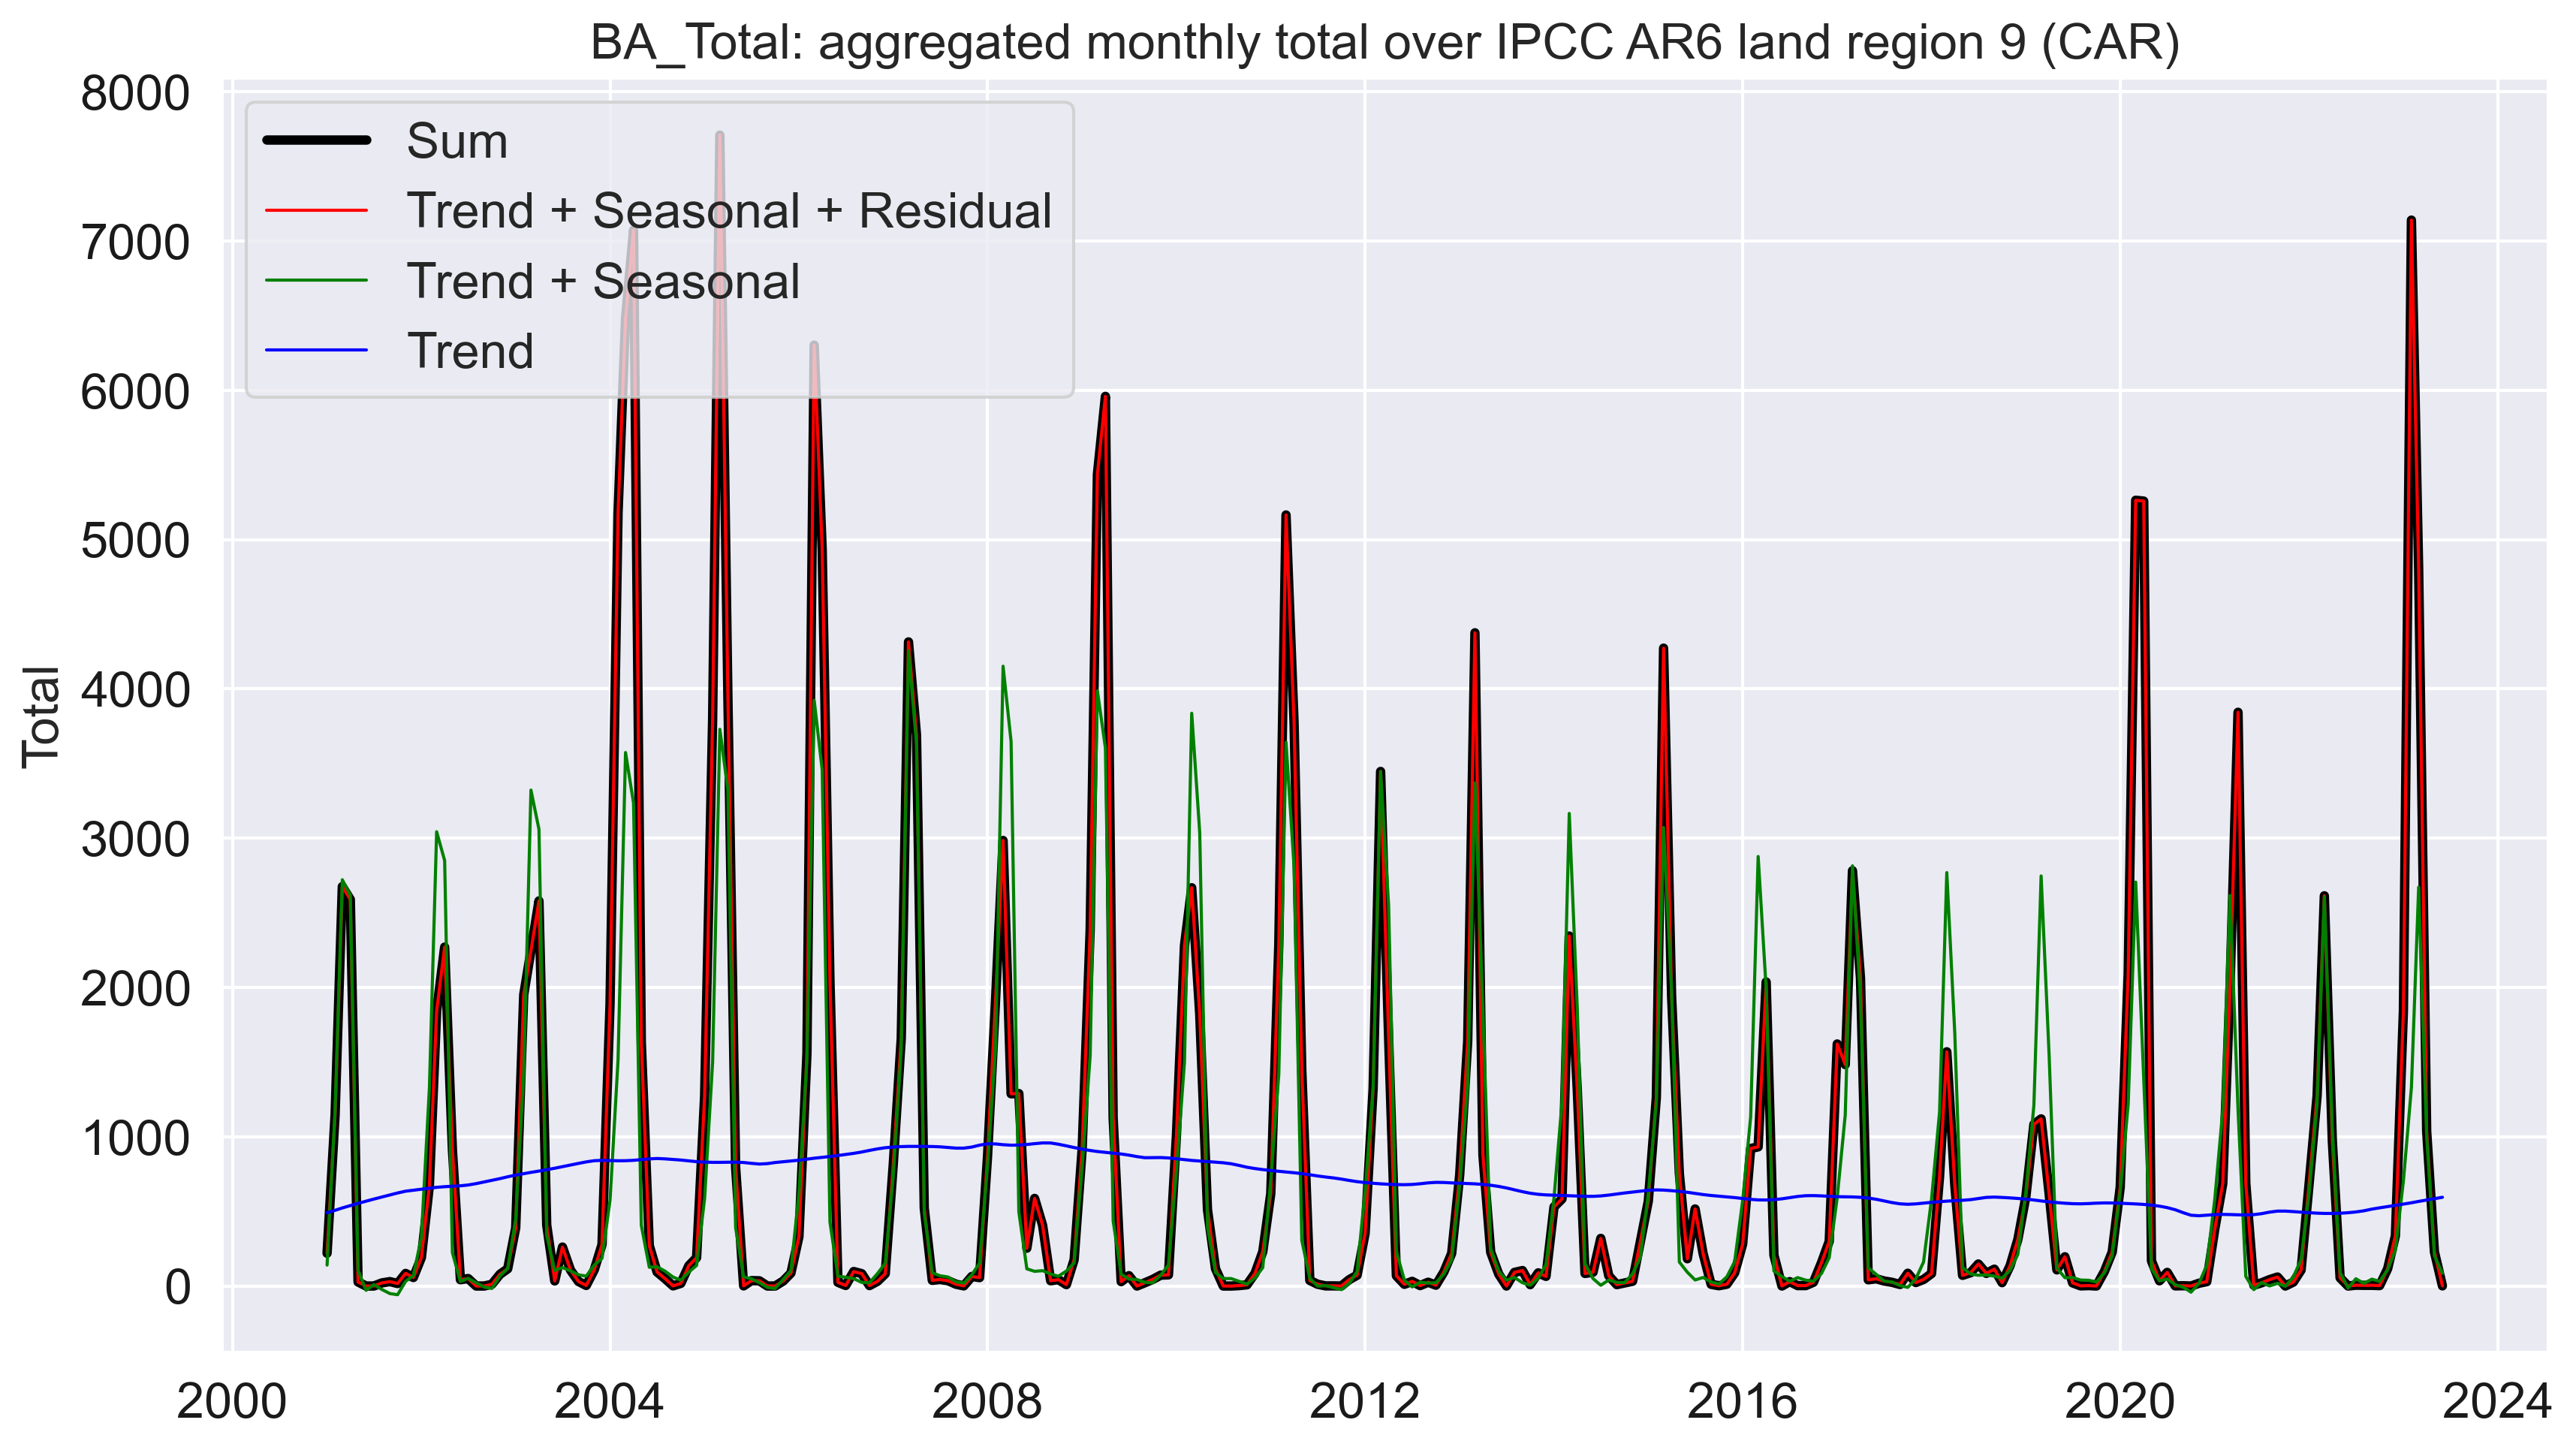 BA_Total: aggregated monthly total over IPCC AR6 land region 9 (CAR)
8000
7000
6000
5000
4000
3000
2000
1000
0
Total
Sum
Trend + Seasonal + Residual
Trend + Seasonal
Trend
2000 2004 2008 2012 2016 2020 2024